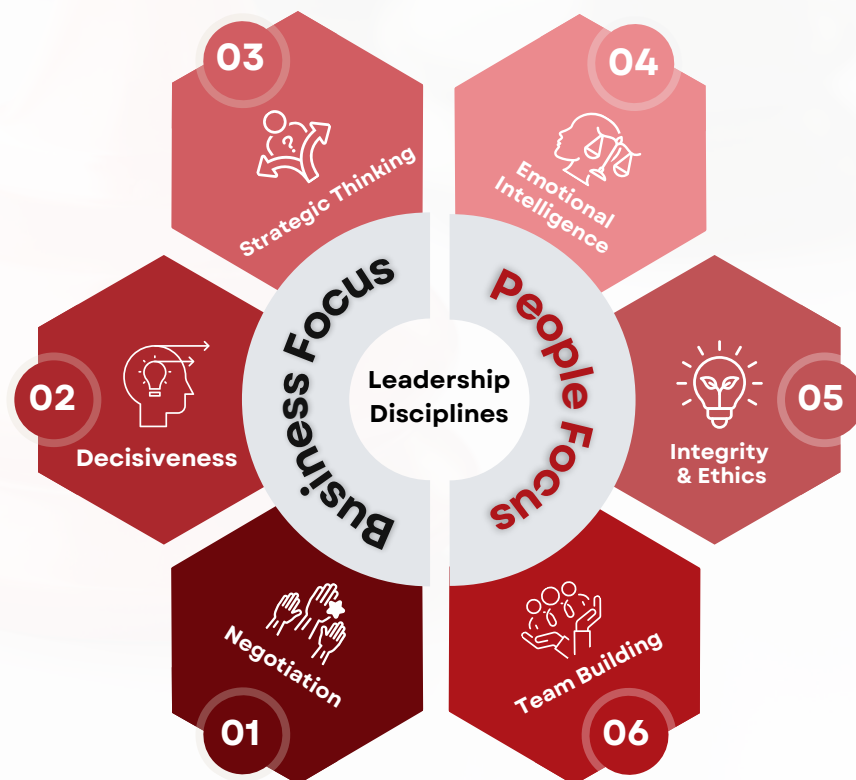 03
Strategic Thinking
04
Emotional
Intelligence
02
Decisiveness
Business Focus
Leadership
Disciplines
People Focus
05
Integrity
& Ethics
Negotiation
01
Team Building
06
?